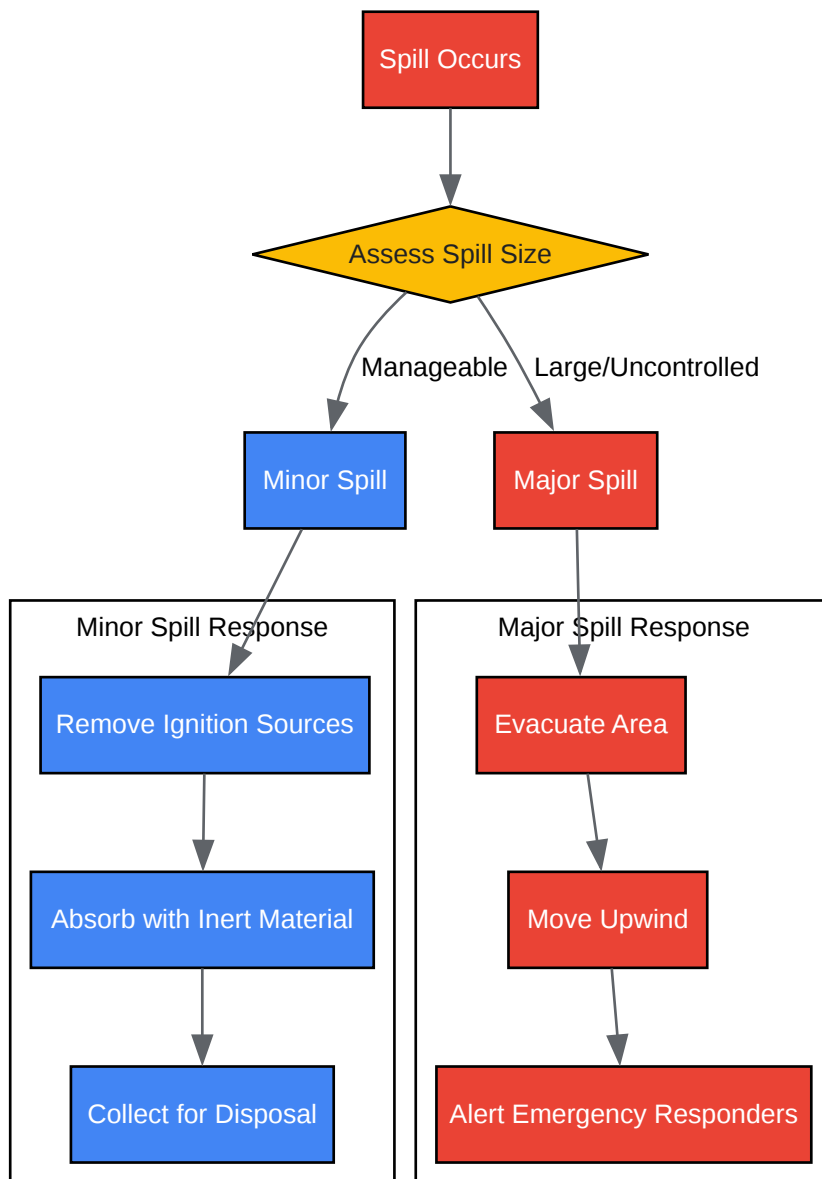 Spill Occurs
Assess Spill Size
Manageable
Large/Uncontrolled
Minor Spill
Major Spill
Minor Spill Response
Major Spill Response
Remove Ignition Sources
Evacuate Area
Absorb with Inert Material
Move Upwind
Collect for Disposal
Alert Emergency Responders